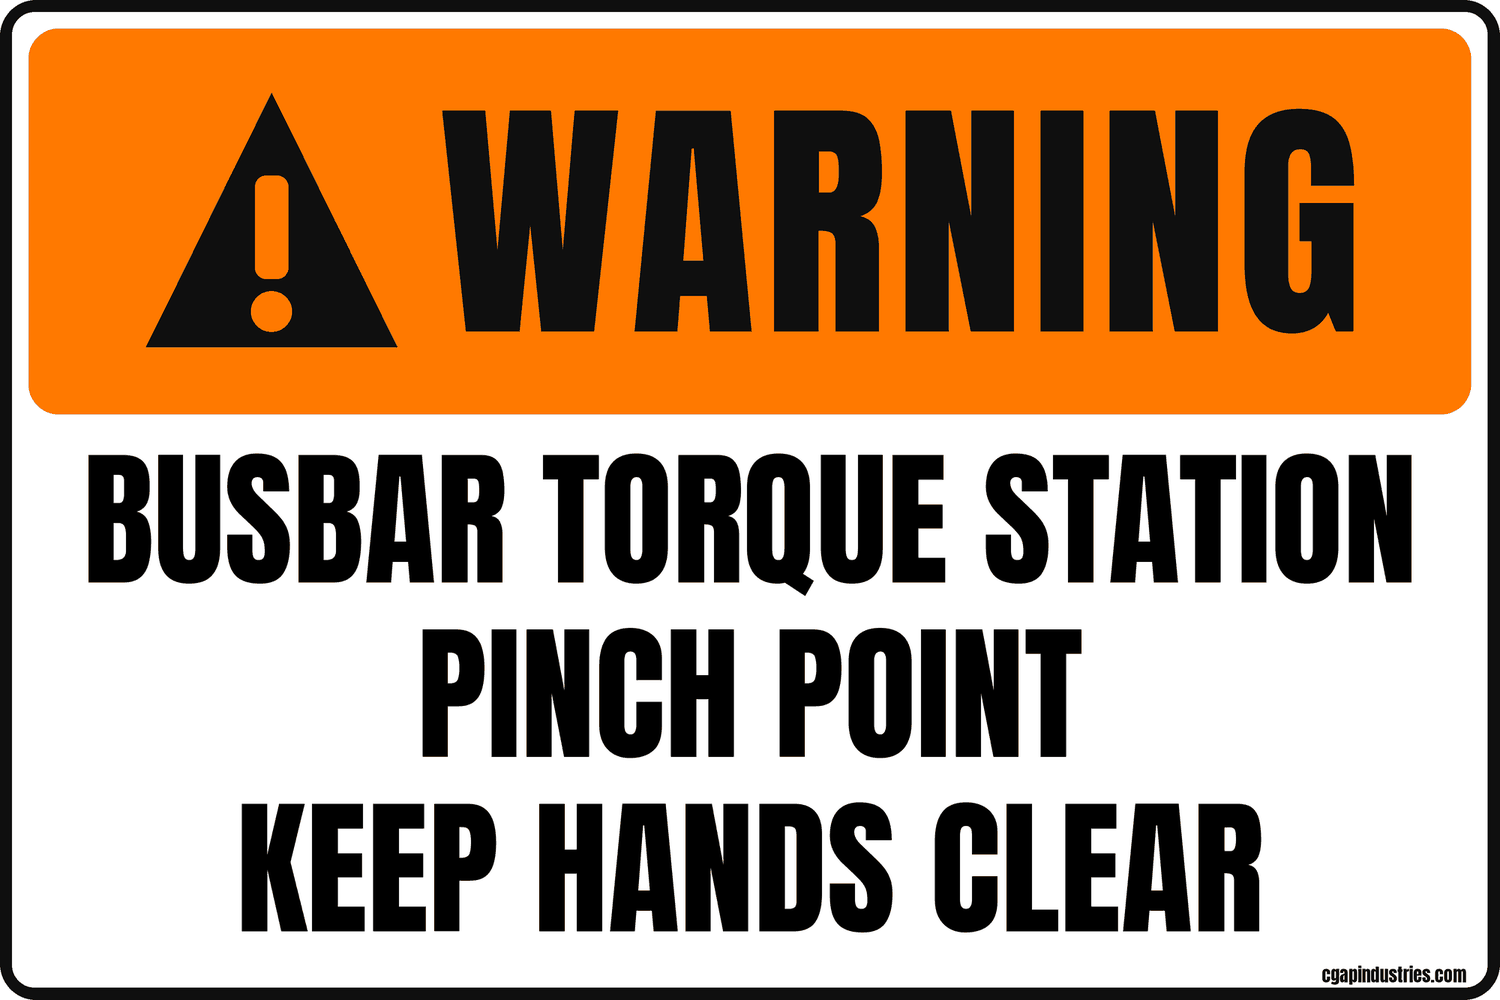 WARNING
BUSBAR TORQUE STATION
PINCH POINT
KEEP HANDS CLEAR
cgapindustries.com